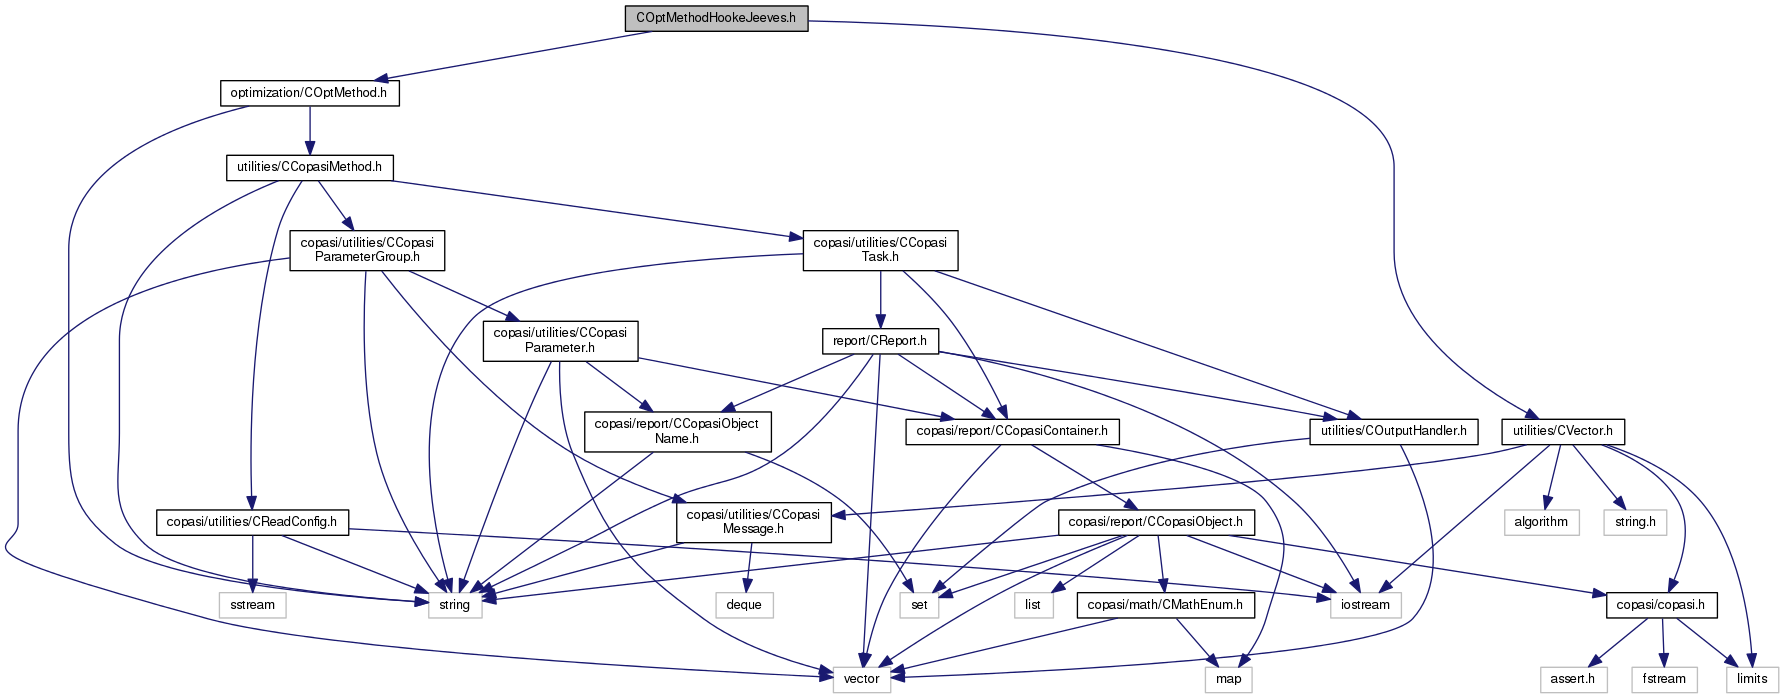 COptMethodHookeJeeves.h
optimization/COptMethod.h
utilities/CCopasiMethod.h
copasi/utilities/CCopasi
ParameterGroup.h
copasi/utilities/CCopasi
Task.h
copasi/utilities/CCopasi
Parameter.h
report/CReport.h
copasi/report/CCopasiObject
Name.h
copasi/report/CCopasiContainer.h
utilities/COutputHandler.h
utilities/CVector.h
copasi/utilities/CReadConfig.h
copasi/utilities/CCopasi
Message.h
copasi/report/CCopasiObject.h
algorithm
string.h
sstream
string
deque
set
list
copasi/math/CMathEnum.h
iostream
copasi/copasi.h
vector
map
assert.h
fstream
limits